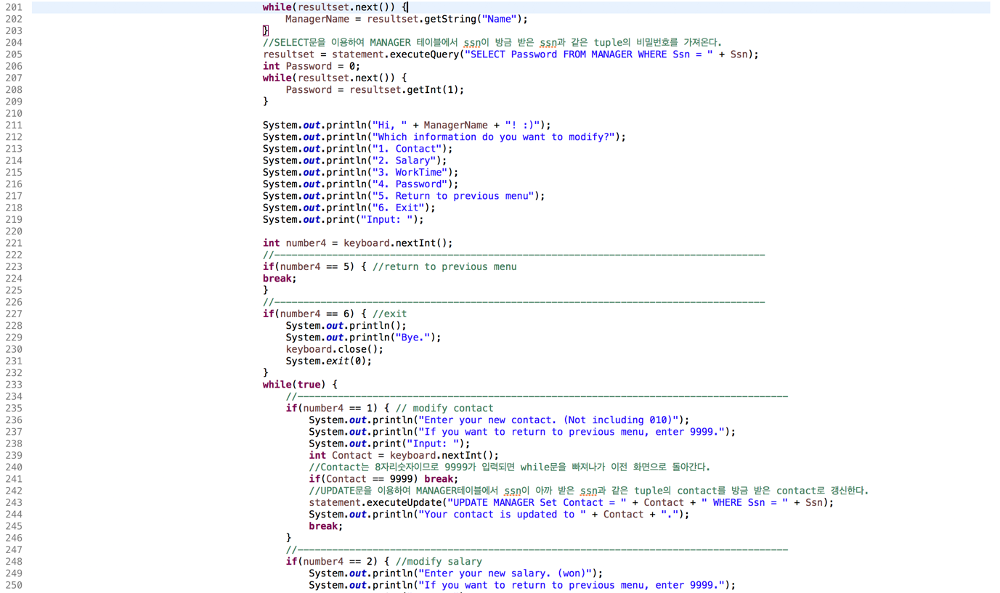 201 while(resultset.next()) {
202 ManagerName = resultset.getString("Name");
203 }
204 //SELECT문을 이용하여 MANAGER 테이블에서 ssn이 방금 받은 ssn과 같은 tuple의 비밀번호를 가져온다.
205 resultset = statement.executeQuery("SELECT Password FROM MANAGER WHERE Ssn = " + Ssn);
206 int Password = 0;
207 while(resultset.next()) {
208 Password = resultset.getInt(1);
209 }
210
211 System.out.println("Hi, " + ManagerName + "! :)");
212 System.out.println("Which information do you want to modify?");
213 System.out.println("1. Contact");
214 System.out.println("2. Salary");
215 System.out.println("3. WorkTime");
216 System.out.println("4. Password");
217 System.out.println("5. Return to previous menu");
218 System.out.println("6. Exit");
219 System.out.print("Input: ");
220
221 int number4 = keyboard.nextInt();
222 //-------------------------------------------------------------------------------------
223 if(number4 == 5) { //return to previous menu
224 break;
225 }
226 //-------------------------------------------------------------------------------------
227 if(number4 == 6) { //exit
228 System.out.println();
229 System.out.println("Bye.");
230 keyboard.close();
231 System.exit(0);
232 }
233 while(true) {
234 //-------------------------------------------------------------------------------------
235 if(number4 == 1) { // modify contact
236 System.out.println("Enter your new contact. (Not including 010)");
237 System.out.println("If you want to return to previous menu, enter 9999.");
238 System.out.print("Input: ");
239 int Contact = keyboard.nextInt();
240 //Contact는 8자리숫자이므로 9999가 입력되면 while문을 빠져나가 이전 화면으로 돌아간다.
241 if(Contact == 9999) break;
242 //UPDATE문을 이용하여 MANAGER테이블에서 ssn이 아까 받은 ssn과 같은 tuple의 contact를 방금 받은 contact로 갱신한다.
243 statement.executeUpdate("UPDATE MANAGER Set Contact = " + Contact + " WHERE Ssn = " + Ssn);
244 System.out.println("Your contact is updated to " + Contact + ".");
245 break;
246 }
247 //-------------------------------------------------------------------------------------
248 if(number4 == 2) { //modify salary
249 System.out.println("Enter your new salary. (won)");
250 System.out.println("If you want to return to previous menu, enter 9999.");